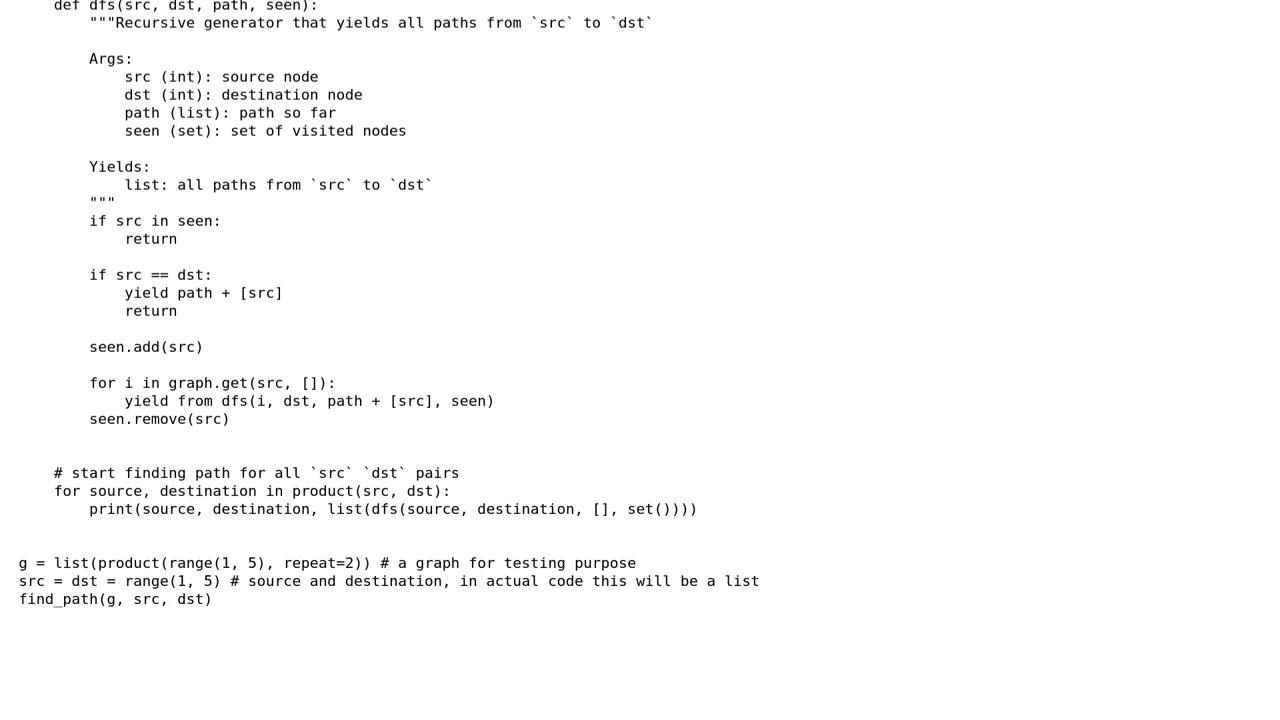 def dfs(src, dst, path, seen):
        """Recursive generator that yields all paths from `src` to `dst`

        Args:
            src (int): source node
            dst (int): destination node
            path (list): path so far
            seen (set): set of visited nodes

        Yields:
            list: all paths from `src` to `dst`
        """
        if src in seen:
            return

        if src == dst:
            yield path + [src]
            return

        seen.add(src)

        for i in graph.get(src, []):
            yield from dfs(i, dst, path + [src], seen)
        seen.remove(src)


    # start finding path for all `src` `dst` pairs
    for source, destination in product(src, dst):
        print(source, destination, list(dfs(source, destination, [], set())))


g = list(product(range(1, 5), repeat=2)) # a graph for testing purpose
src = dst = range(1, 5) # source and destination, in actual code this will be a list
find_path(g, src, dst)